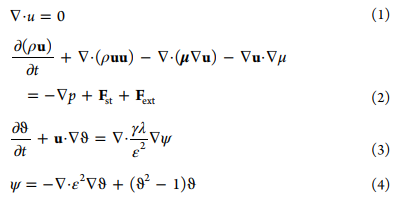 ∇·u = 0 (1)
∂(ρu)/∂t + ∇·(ρuu) − ∇·(μ∇u) − ∇u·∇μ
= −∇p + F_st + F_ext (2)
∂ϑ/∂t + u·∇ϑ = ∇·γλ/ε² ∇ψ (3)
ψ = −∇·ε²∇ϑ + (ϑ² − 1)ϑ (4)